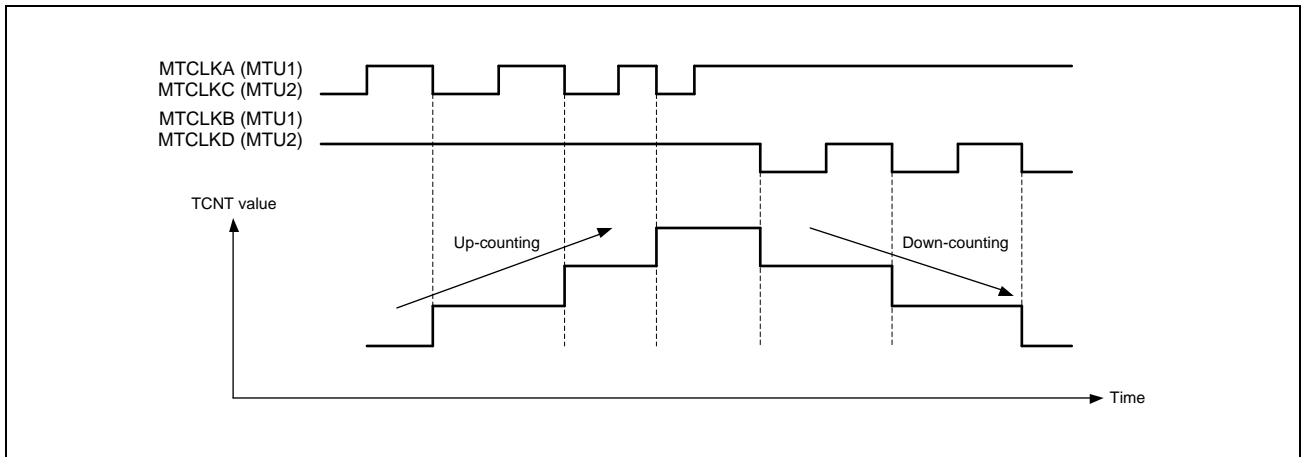 MTCLKA (MTU1)
MTCLKC (MTU2)
MTCLKB (MTU1)
MTCLKD (MTU2)
TCNT value
Up-counting
Down-counting
Time